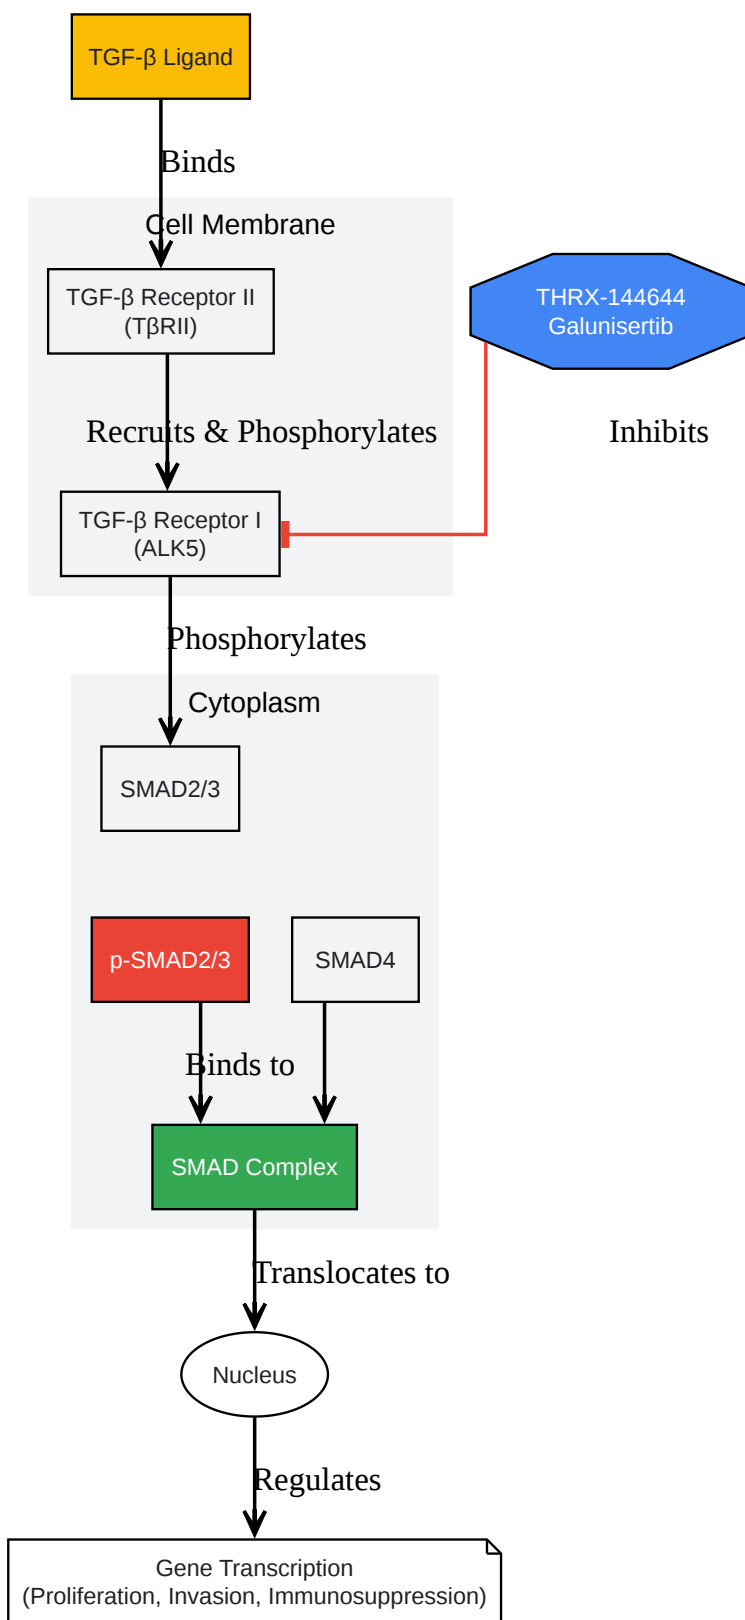 TGF-β Ligand
Binds
Cell Membrane
TGF-β Receptor II
(TβRII)
THRX-144644
Galunisertib
Recruits & Phosphorylates
Inhibits
TGF-β Receptor I
(ALK5)
Phosphorylates
Cytoplasm
SMAD2/3
p-SMAD2/3
SMAD4
Binds to
SMAD Complex
Translocates to
Nucleus
Regulates
Gene Transcription
(Proliferation, Invasion, Immunosuppression)